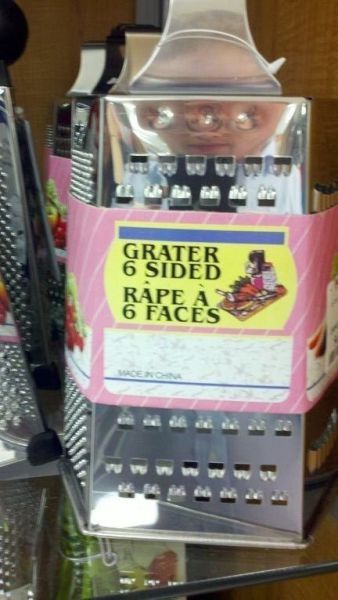 GRATER
6 SIDED
RÂPE À
6 FACES
MADE IN CHINA